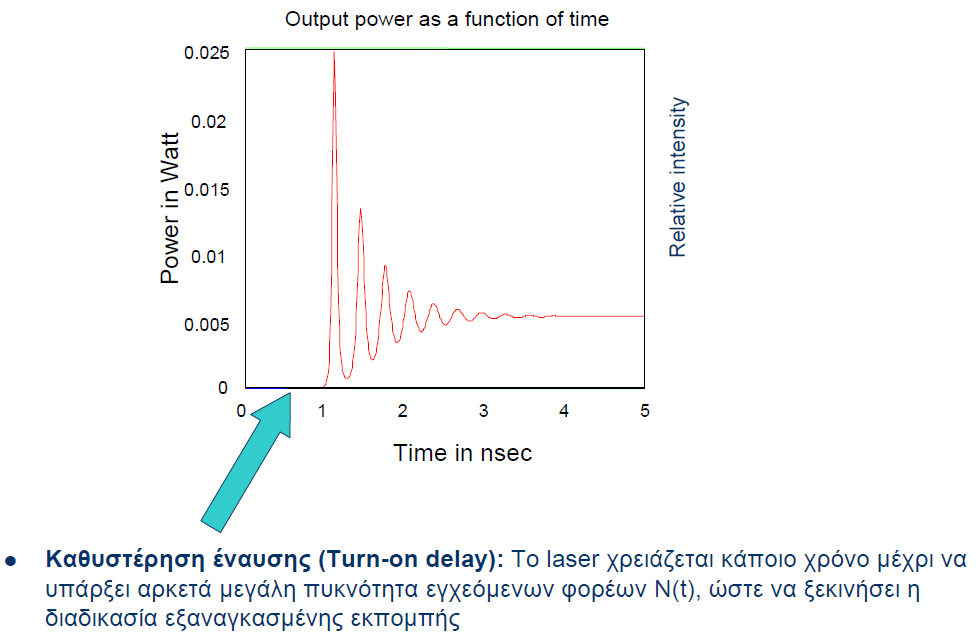 Output power as a function of time
0.025
0.02
0.015
0.01
0.005
0
Power in Watt
Relative intensity
0 1 2 3 4 5
Time in nsec
● Καθυστέρηση έναυσης (Turn-on delay): Το laser χρειάζεται κάποιο χρόνο μέχρι να
υπάρξει αρκετά μεγάλη πυκνότητα εγχεόμενων φορέων N(t), ώστε να ξεκινήσει η
διαδικασία εξαναγκασμένης εκπομπής